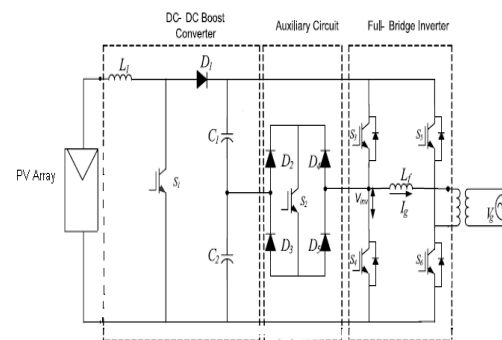 DC- DC Boost
Converter
Auxiliary Circuit
Full- Bridge Inverter
L1
D1
C1
D2
D4
S1
S2
S3
S5
PV Array
Lf
Vinv
Ig
Vg
C2
D3
D5
S4
S6